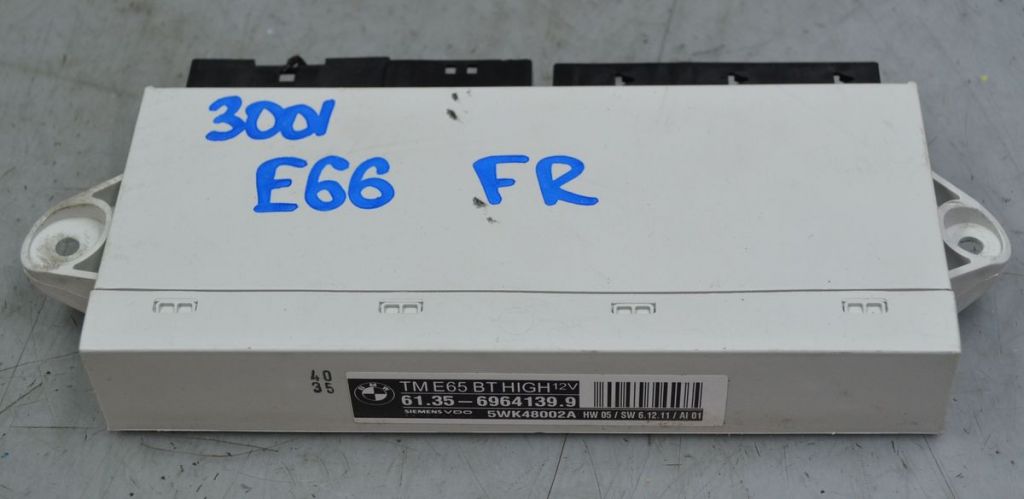 3001
E66 FR
40
35
BMW
TM E65 BT HIGH 12V
61.35 - 6964139.9
SIEMENS VDO 5WK48002A HW 05 / SW 6.12.11 / AI 01